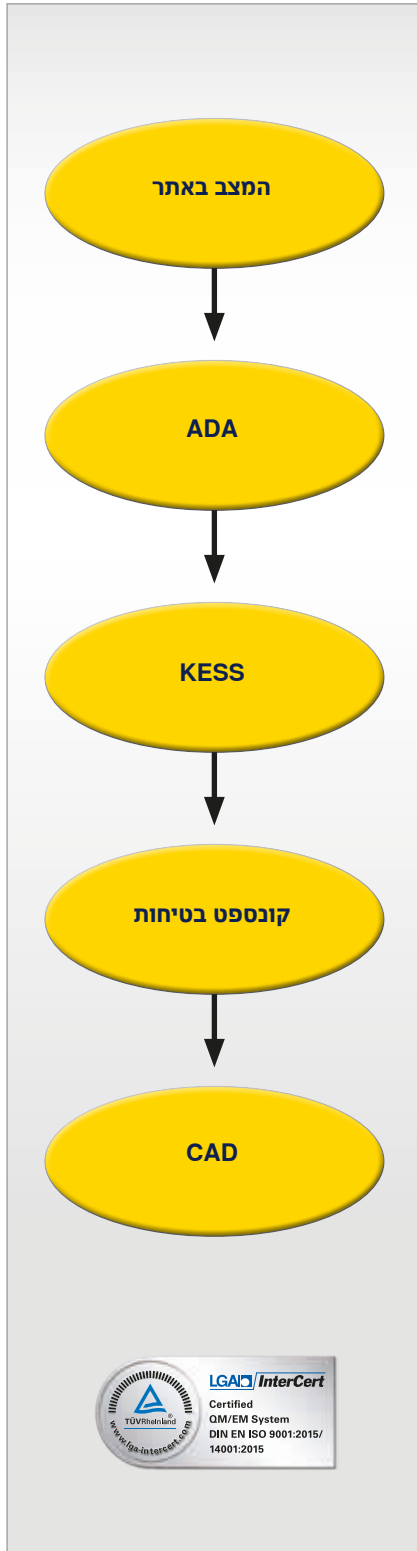 המצב באתר
ADA
KESS
קונספט בטיחות
CAD
LGA InterCert
Certified
QM/EM System
DIN EN ISO 9001:2015/
14001:2015
TÜVRheinland®
www.lga-intercert.com